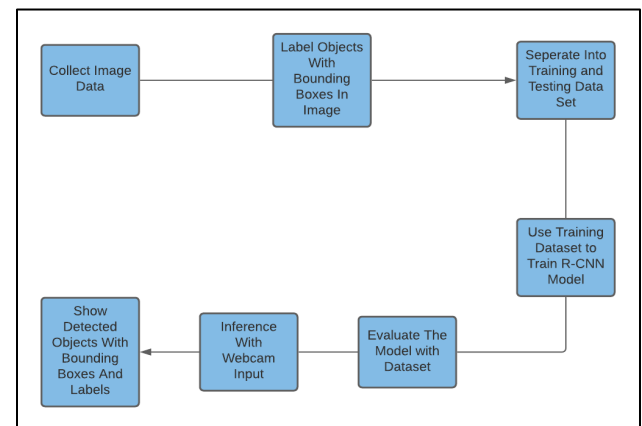 Collect Image
Data
Label Objects
With
Bounding
Boxes In
Image
Seperate Into
Training and
Testing Data
Set
Use Training
Dataset to
Train R-CNN
Model
Evaluate The
Model with
Dataset
Inference
With
Webcam
Input
Show
Detected
Objects With
Bounding
Boxes And
Labels